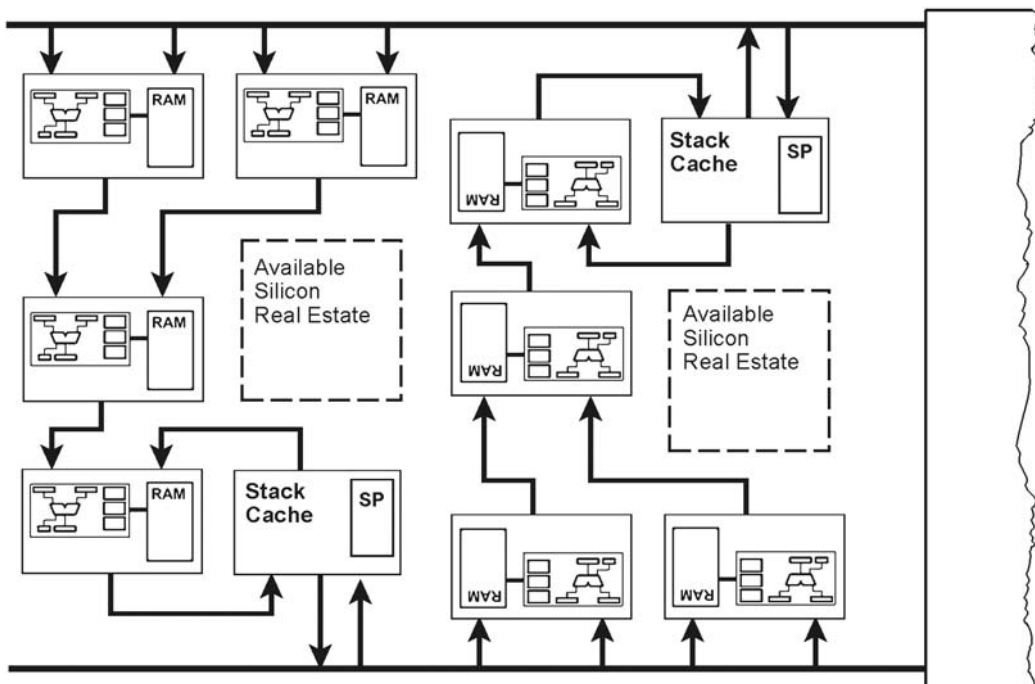 RAM
RAM
Stack
Cache
SP
RAM
Available
Silicon
Real Estate
RAM
Available
Silicon
Real Estate
RAM
RAM
Stack
Cache
SP
RAM
RAM